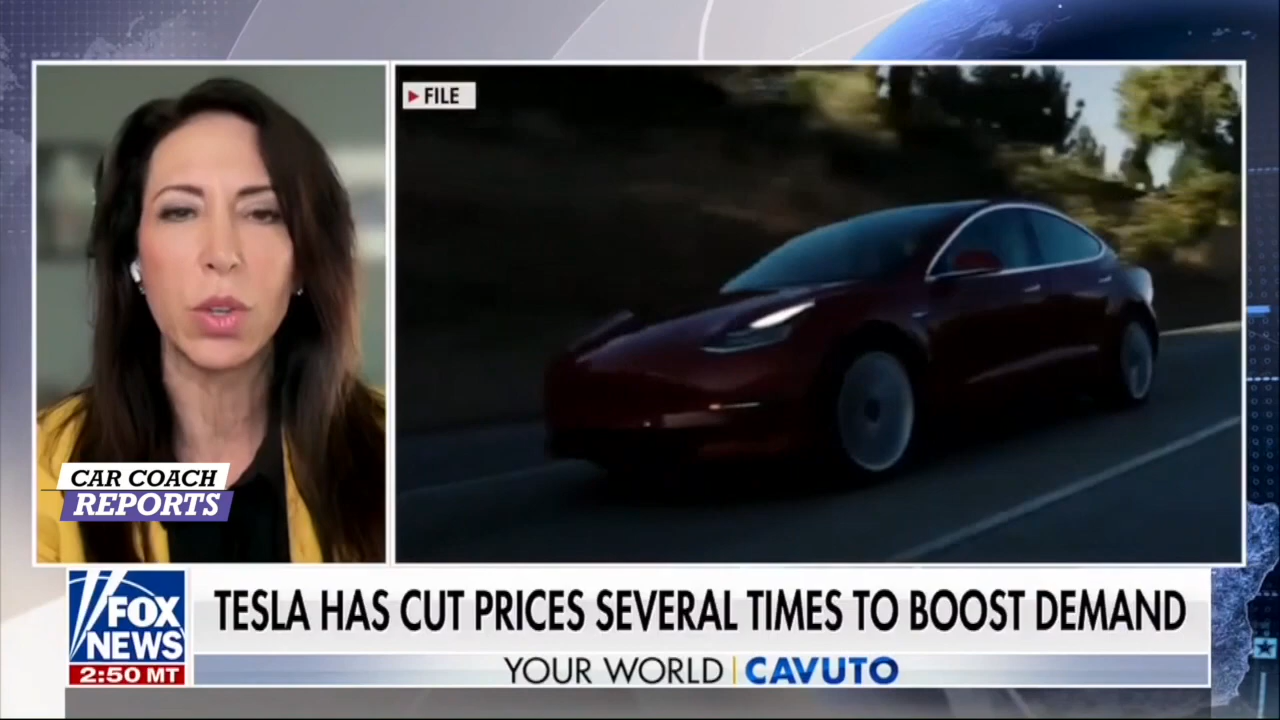 FILE
CAR COACH
REPORTS
FOX
NEWS
2:50 MT
TESLA HAS CUT PRICES SEVERAL TIMES TO BOOST DEMAND
YOUR WORLD | CAVUTO